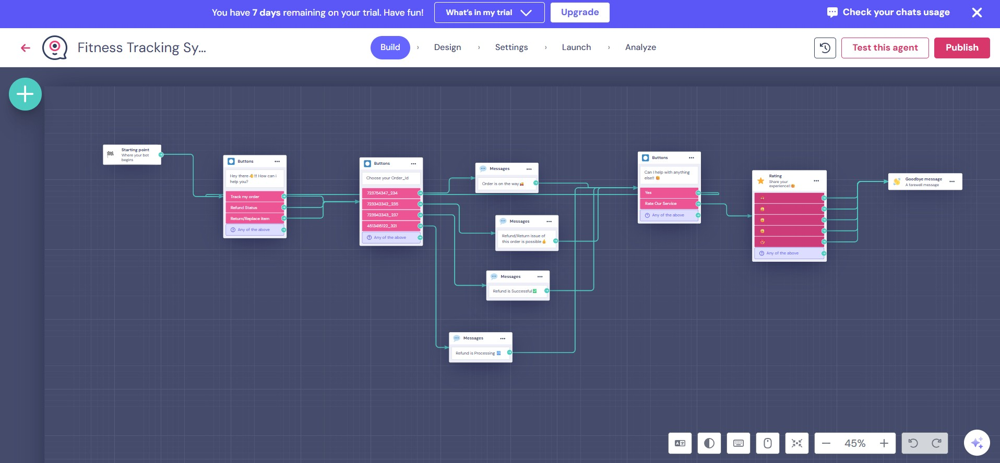 You have 7 days remaining on your trial. Have fun!
What's in my trial
Upgrade
Check your chats usage
Fitness Tracking Sy...
Build
Design
Settings
Launch
Analyze
Test this agent
Publish
Starting point
Where your bot
begins
Buttons
Hey there👋!!! How can i
help you?
Track my order
Refund Status
Return/Replace item
Any of the above
Buttons
Choose your Order_Id
723754347_234
723342342_235
723942343_237
4513415122_321
Any of the above
Messages
Order is on the way🚚
Messages
Refund/Return issue of
this order is possible👍
Messages
Refund is Successful✅
Messages
Refund is Processing
Buttons
Can I help with anything
else!! 😊
Yes
Rate Our Service
Any of the above
Rating
Share your
experience!!😊
Any of the above
Goodbye message
A farewell message
45%